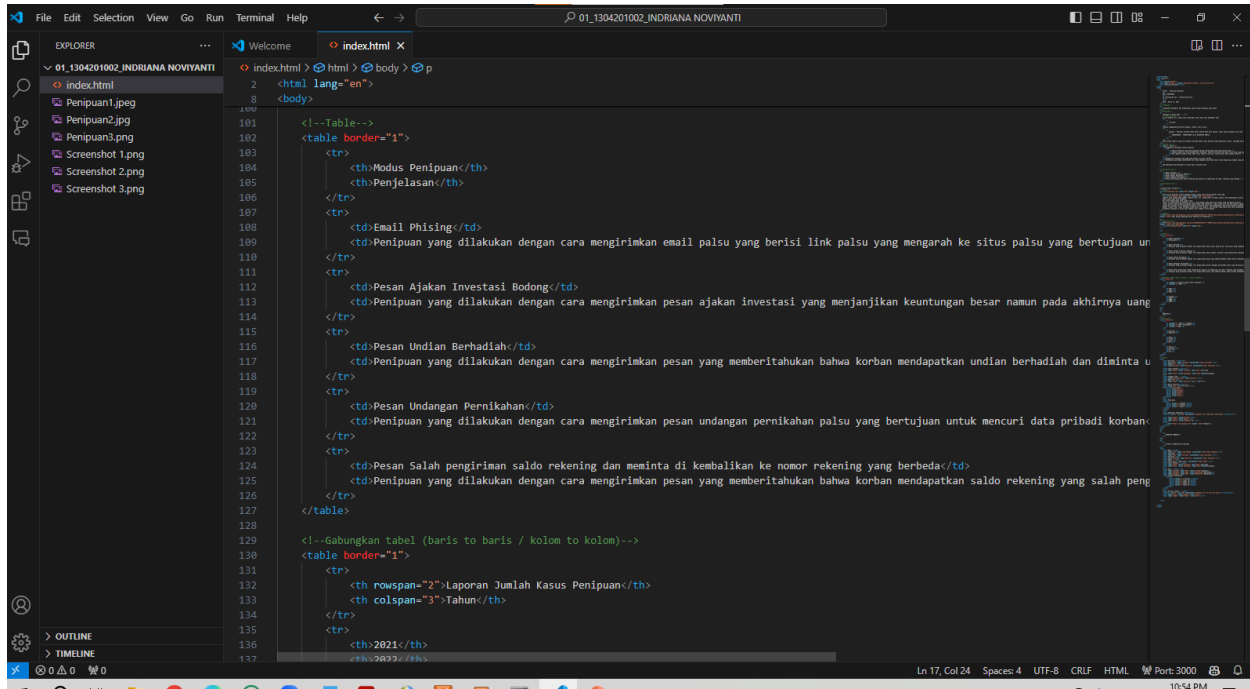 File Edit Selection View Go Run Terminal Help 01_1304201002_INDRIANA NOVIYANTI
EXPLORER
01_1304201002_INDRIANA NOVIYANTI
index.html
Penipuan1.jpeg
Penipuan2.jpg
Penipuan3.png
Screenshot 1.png
Screenshot 2.png
Screenshot 3.png
OUTLINE
TIMELINE
Welcome index.html
index.html > html > body > p
2 <html lang="en">
8 <body>
100
101 <!--Table-->
102 <table border="1">
103 <tr>
104 <th>Modus Penipuan</th>
105 <th>Penjelasan</th>
106 </tr>
107 <tr>
108 <td>Email Phising</td>
109 <td>Penipuan yang dilakukan dengan cara mengirimkan email palsu yang berisi link palsu yang mengarah ke situs palsu yang bertujuan un
110 </tr>
111 <tr>
112 <td>Pesan Ajakan Investasi Bodong</td>
113 <td>Penipuan yang dilakukan dengan cara mengirimkan pesan ajakan investasi yang menjanjikan keuntungan besar namun pada akhirnya uang
114 </tr>
115 <tr>
116 <td>Pesan Undian Berhadiah</td>
117 <td>Penipuan yang dilakukan dengan cara mengirimkan pesan yang memberitahukan bahwa korban mendapatkan undian berhadiah dan diminta u
118 </tr>
119 <tr>
120 <td>Pesan Undangan Pernikahan</td>
121 <td>Penipuan yang dilakukan dengan cara mengirimkan pesan undangan pernikahan palsu yang bertujuan untuk mencuri data pribadi korban<
122 </tr>
123 <tr>
124 <td>Pesan Salah pengiriman saldo rekening dan meminta di kembalikan ke nomor rekening yang berbeda</td>
125 <td>Penipuan yang dilakukan dengan cara mengirimkan pesan yang memberitahukan bahwa korban mendapatkan saldo rekening yang salah peng
126 </tr>
127 </table>
128
129 <!--Gabungkan tabel (baris to baris / kolom to kolom)-->
130 <table border="1">
131 <tr>
132 <th rowspan="2">Laporan Jumlah Kasus Penipuan</th>
133 <th colspan="3">Tahun</th>
134 </tr>
135 <tr>
136 <th>2021</th>
137 <th>2022</th>
0 0 0 Ln 17, Col 24 Spaces: 4 UTF-8 CRLF HTML Port: 3000
10:54 PM